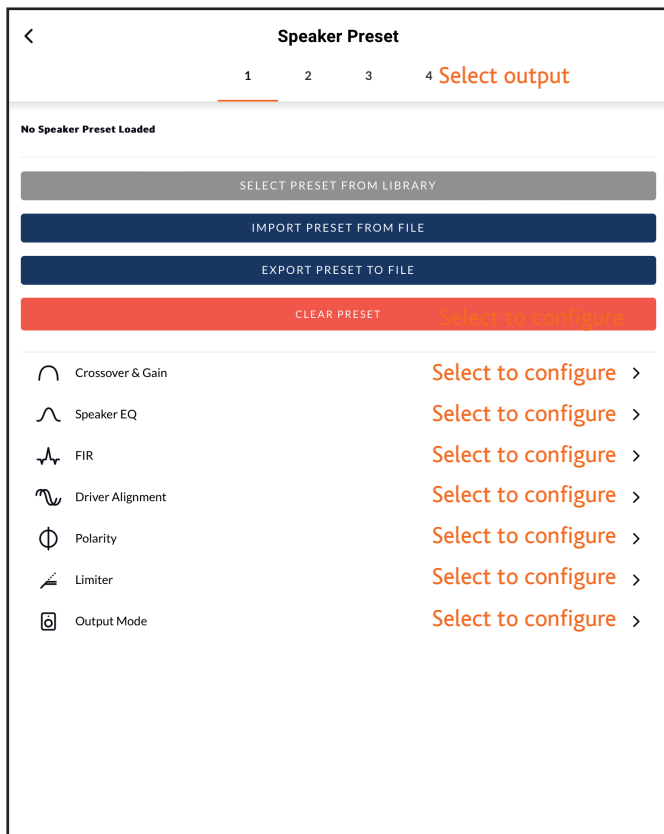 Speaker Preset
1 2 3 4 Select output
No Speaker Preset Loaded
SELECT PRESET FROM LIBRARY
IMPORT PRESET FROM FILE
EXPORT PRESET TO FILE
CLEAR PRESET Select to configure
Crossover & Gain Select to configure
Speaker EQ Select to configure
FIR Select to configure
Driver Alignment Select to configure
Polarity Select to configure
Limiter Select to configure
Output Mode Select to configure